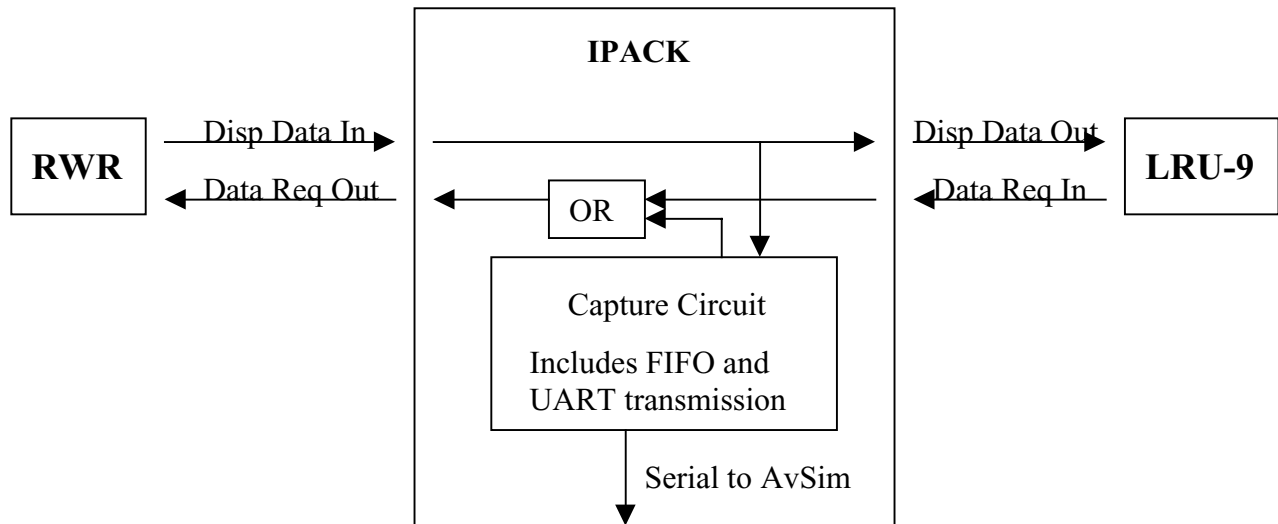 IPACK
RWR
Disp Data In
Disp Data Out
LRU-9
Data Req Out
OR
Data Req In
Capture Circuit
Includes FIFO and
UART transmission
Serial to AvSim